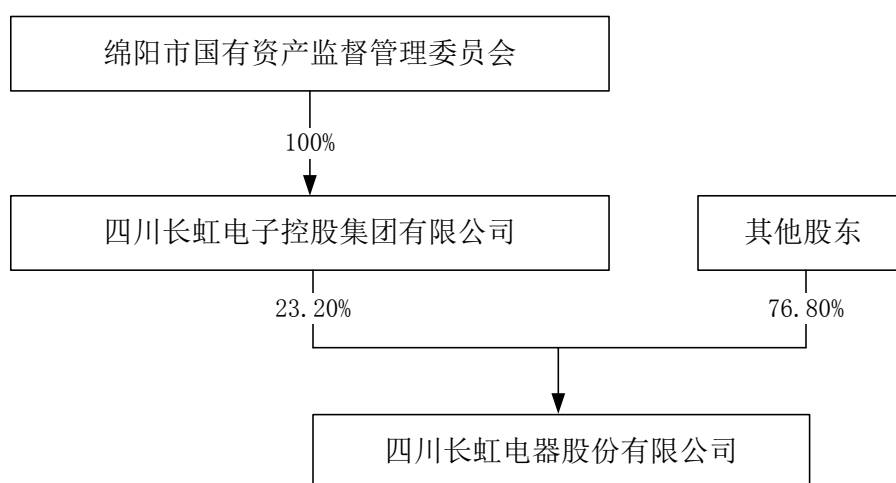 绵阳市国有资产监督管理委员会
100%
四川长虹电子控股集团有限公司
其他股东
23.20%
76.80%
四川长虹电器股份有限公司